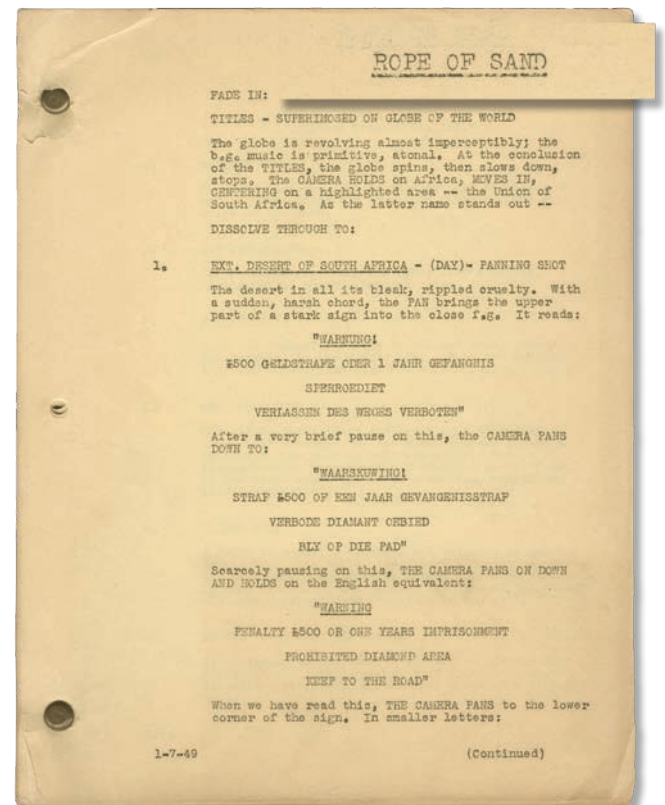 ROPE OF SAND
FADE IN:
TITLES - SUPERIMOSED ON GLOBE OF THE WORLD
The globe is revolving almost imperceptibly; the
b.g. music is primitive, atonal. At the conclusion
of the TITLES, the globe spins, then slows down,
stops. The CAMERA HOLDS on Africa, MOVES IN,
CENTERING on a highlighted area -- the Union of
South Africa. As the latter name stands out --
DISSOLVE THROUGH TO:
1. EXT. DESERT OF SOUTH AFRICA - (DAY)- PANNING SHOT
The desert in all its bleak, rippled cruelty. With
a sudden, harsh chord, the PAN brings the upper
part of a stark sign into the close f.g. It reads:
"WARNUNG!
£500 GELDSTRAFE ODER 1 JAHR GEFANGNIS
SPERROEDIET
VERLASSEN DES WEGES VERBOTEN"
After a very brief pause on this, the CAMERA PANS
DOWN TO:
"WAARSKUWING!
STRAF £500 OF EEN JAAR GEVANGENISSTRAF
VERBODE DIAMANT GEBIED
BLY OP DIE PAD"
Scarcely pausing on this, THE CAMERA PANS ON DOWN
AND HOLDS on the English equivalent:
"WARNING
PENALTY £500 OR ONE YEARS IMPRISONMENT
PROHIBITED DIAMOND AREA
KEEP TO THE ROAD"
When we have read this, THE CAMERA PANS to the lower
corner of the sign. In smaller letters:
1-7-49 (Continued)